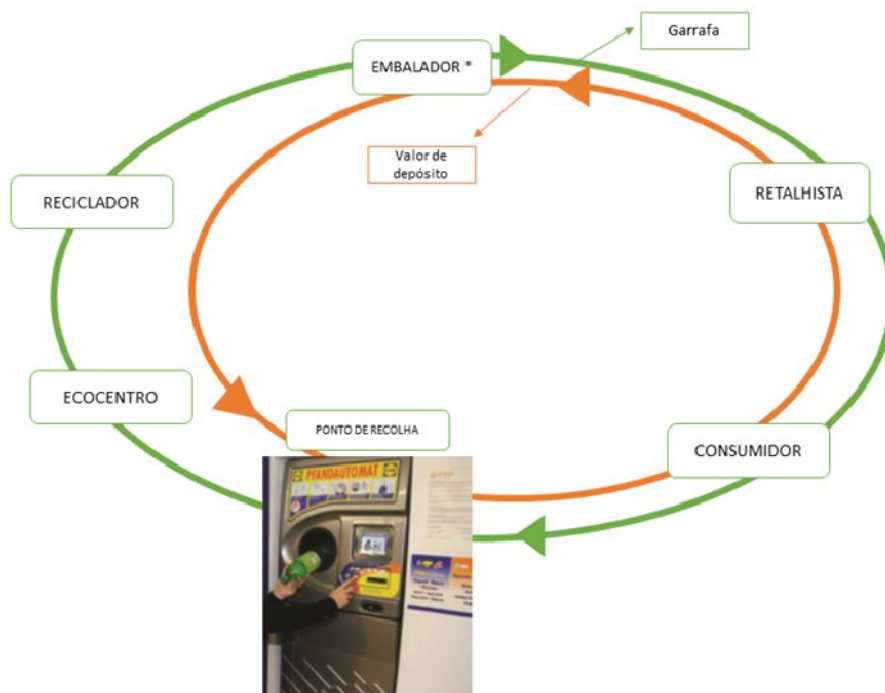 Garrafa
EMBALADOR *
Valor de
depósito
RECICLADOR
RETALHISTA
ECOCENTRO
PONTO DE RECOLHA
CONSUMIDOR
PFANDAUTOMAT